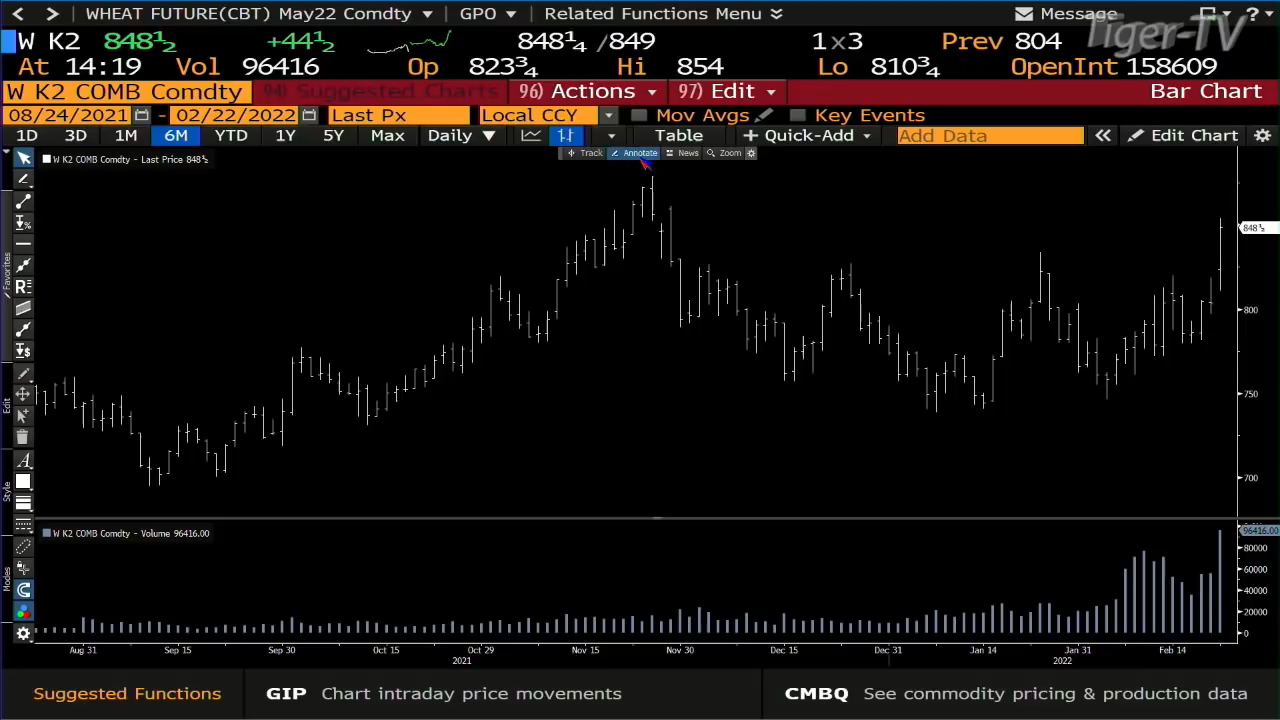 WHEAT FUTURE(CBT) May22 Comdty GPO Related Functions Menu Message ?
Tiger-TV
W K2 848½ +44½ 848¼/849 1x3 Prev 804
At 14:19 Vol 96416 Op 823¾ Hi 854 Lo 810¾ OpenInt 158609
W K2 COMB Comdty 94) Suggested Charts 96) Actions 97) Edit Bar Chart
08/24/2021 - 02/22/2022 Last Px Local CCY Mov Avgs Key Events
1D 3D 1M 6M YTD 1Y 5Y Max Daily Table + Quick-Add Add Data « Edit Chart
Track Annotate News Zoom
W K2 COMB Comdty - Last Price 848½
848½
800
750
700
Favorites
Edit
Style
Modes
W K2 COMB Comdty - Volume 96416.00
96416.00
80000
60000
40000
20000
0
Aug 31 Sep 15 Sep 30 Oct 15 Oct 29 Nov 15 Nov 30 Dec 15 Dec 31 Jan 14 Jan 31 Feb 14
2021 2022
Suggested Functions GIP Chart intraday price movements CMBQ See commodity pricing & production data